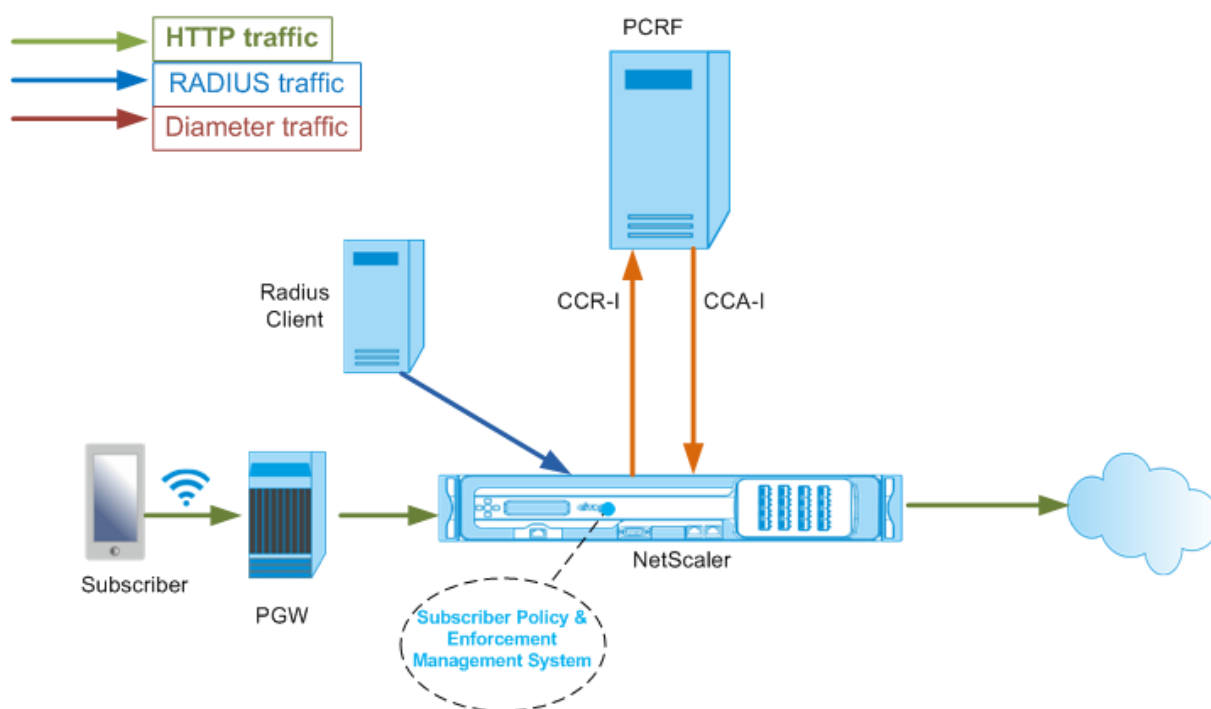 HTTP traffic
RADIUS traffic
Diameter traffic
PCRF
Radius
Client
CCR-I
CCA-I
NetScaler
Subscriber
PGW
Subscriber Policy &
Enforcement
Management System